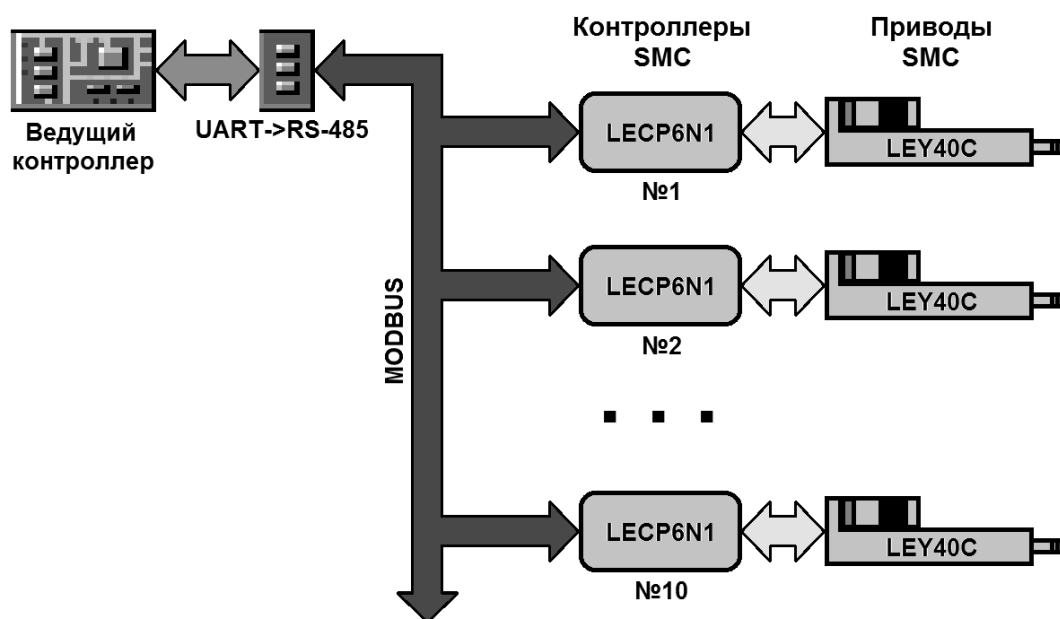 Контроллеры
SMC
Приводы
SMC
Ведущий
контроллер
UART->RS-485
MODBUS
LECP6N1
№1
LEY40C
LECP6N1
№2
LEY40C
. . .
LECP6N1
№10
LEY40C